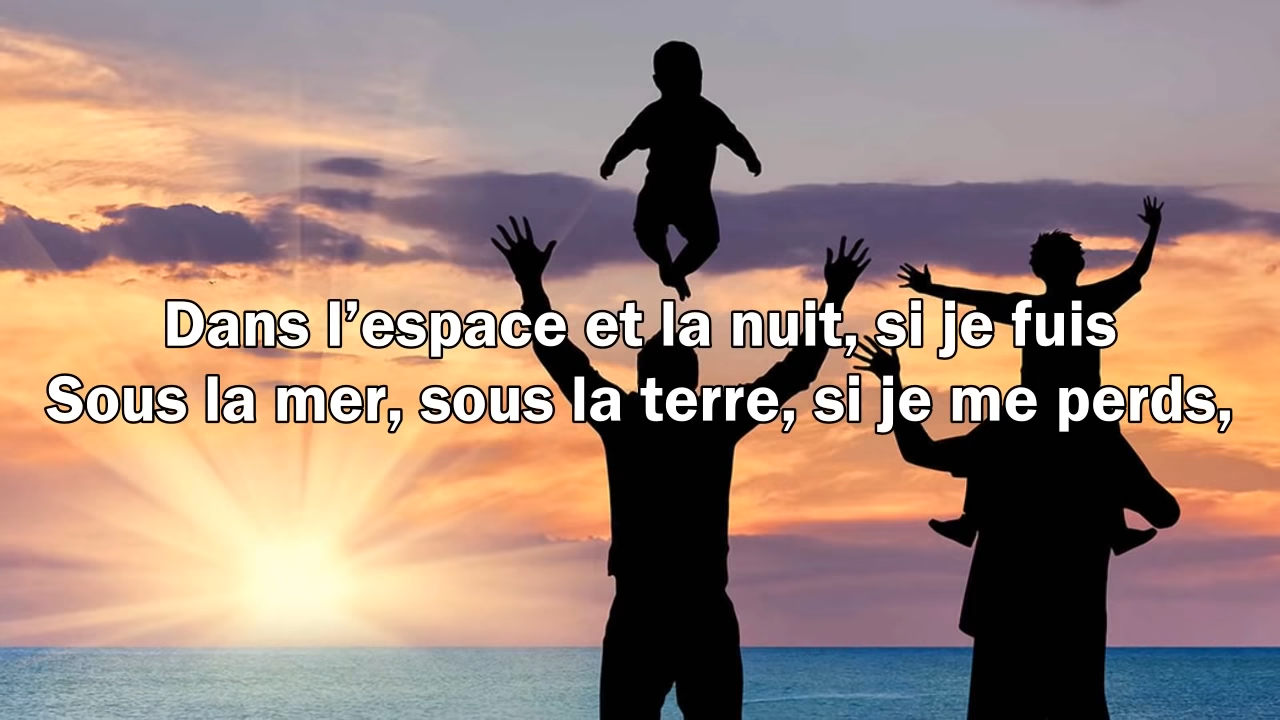 Dans l’espace et la nuit, si je fuis
Sous la mer, sous la terre, si je me perds,